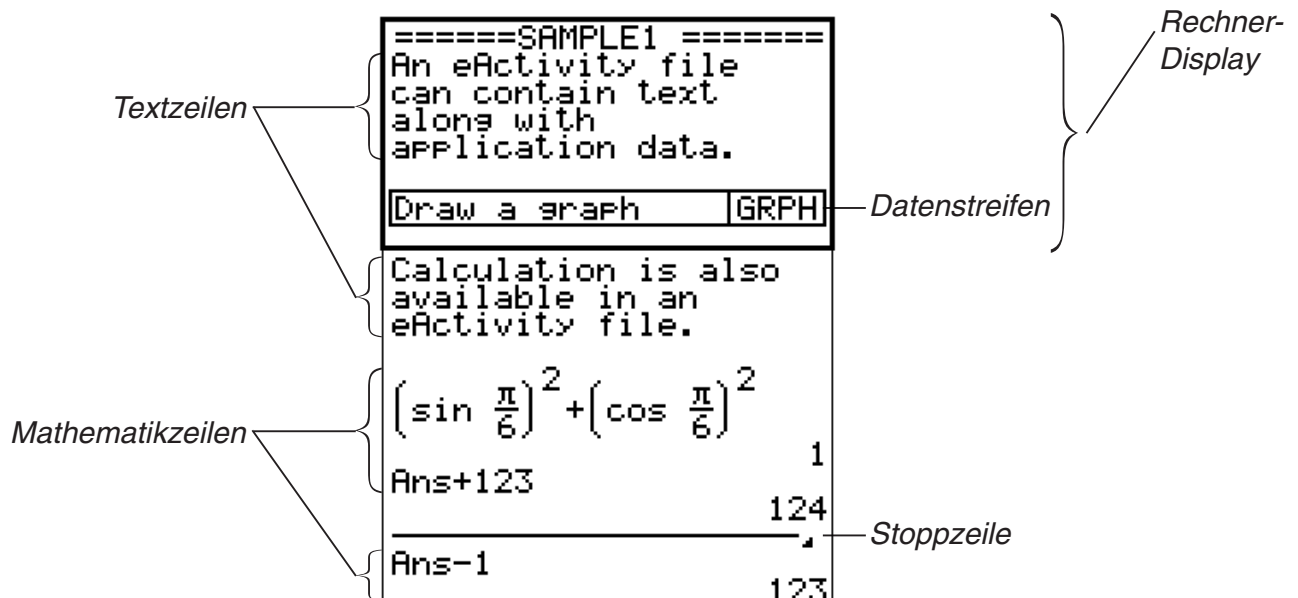 ======SAMPLE1 =======
An eActivity file
can contain text
along with
application data.
Draw a graph GRPH
Calculation is also
available in an
eActivity file.
(sin π/6)²+(cos π/6)²
1
Ans+123
124
Ans−1
123
Textzeilen
Mathematikzeilen
Rechner-
Display
Datenstreifen
Stoppzeile